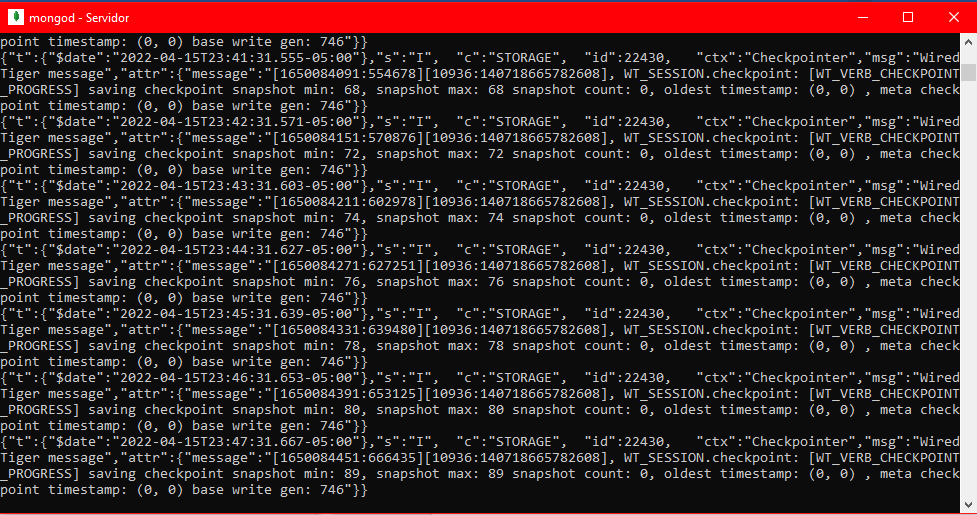 mongod - Servidor
point timestamp: (0, 0) base write gen: 746"}}
{"t":{"$date":"2022-04-15T23:41:31.555-05:00"},"s":"I",  "c":"STORAGE",  "id":22430,   "ctx":"Checkpointer","msg":"Wired
Tiger message","attr":{"message":"[1650084091:554678][10936:140718665782608], WT_SESSION.checkpoint: [WT_VERB_CHECKPOINT
_PROGRESS] saving checkpoint snapshot min: 68, snapshot max: 68 snapshot count: 0, oldest timestamp: (0, 0) , meta check
point timestamp: (0, 0) base write gen: 746"}}
{"t":{"$date":"2022-04-15T23:42:31.571-05:00"},"s":"I",  "c":"STORAGE",  "id":22430,   "ctx":"Checkpointer","msg":"Wired
Tiger message","attr":{"message":"[1650084151:570876][10936:140718665782608], WT_SESSION.checkpoint: [WT_VERB_CHECKPOINT
_PROGRESS] saving checkpoint snapshot min: 72, snapshot max: 72 snapshot count: 0, oldest timestamp: (0, 0) , meta check
point timestamp: (0, 0) base write gen: 746"}}
{"t":{"$date":"2022-04-15T23:43:31.603-05:00"},"s":"I",  "c":"STORAGE",  "id":22430,   "ctx":"Checkpointer","msg":"Wired
Tiger message","attr":{"message":"[1650084211:602978][10936:140718665782608], WT_SESSION.checkpoint: [WT_VERB_CHECKPOINT
_PROGRESS] saving checkpoint snapshot min: 74, snapshot max: 74 snapshot count: 0, oldest timestamp: (0, 0) , meta check
point timestamp: (0, 0) base write gen: 746"}}
{"t":{"$date":"2022-04-15T23:44:31.627-05:00"},"s":"I",  "c":"STORAGE",  "id":22430,   "ctx":"Checkpointer","msg":"Wired
Tiger message","attr":{"message":"[1650084271:627251][10936:140718665782608], WT_SESSION.checkpoint: [WT_VERB_CHECKPOINT
_PROGRESS] saving checkpoint snapshot min: 76, snapshot max: 76 snapshot count: 0, oldest timestamp: (0, 0) , meta check
point timestamp: (0, 0) base write gen: 746"}}
{"t":{"$date":"2022-04-15T23:45:31.639-05:00"},"s":"I",  "c":"STORAGE",  "id":22430,   "ctx":"Checkpointer","msg":"Wired
Tiger message","attr":{"message":"[1650084331:639480][10936:140718665782608], WT_SESSION.checkpoint: [WT_VERB_CHECKPOINT
_PROGRESS] saving checkpoint snapshot min: 78, snapshot max: 78 snapshot count: 0, oldest timestamp: (0, 0) , meta check
point timestamp: (0, 0) base write gen: 746"}}
{"t":{"$date":"2022-04-15T23:46:31.653-05:00"},"s":"I",  "c":"STORAGE",  "id":22430,   "ctx":"Checkpointer","msg":"Wired
Tiger message","attr":{"message":"[1650084391:653125][10936:140718665782608], WT_SESSION.checkpoint: [WT_VERB_CHECKPOINT
_PROGRESS] saving checkpoint snapshot min: 80, snapshot max: 80 snapshot count: 0, oldest timestamp: (0, 0) , meta check
point timestamp: (0, 0) base write gen: 746"}}
{"t":{"$date":"2022-04-15T23:47:31.667-05:00"},"s":"I",  "c":"STORAGE",  "id":22430,   "ctx":"Checkpointer","msg":"Wired
Tiger message","attr":{"message":"[1650084451:666435][10936:140718665782608], WT_SESSION.checkpoint: [WT_VERB_CHECKPOINT
_PROGRESS] saving checkpoint snapshot min: 89, snapshot max: 89 snapshot count: 0, oldest timestamp: (0, 0) , meta check
point timestamp: (0, 0) base write gen: 746"}}